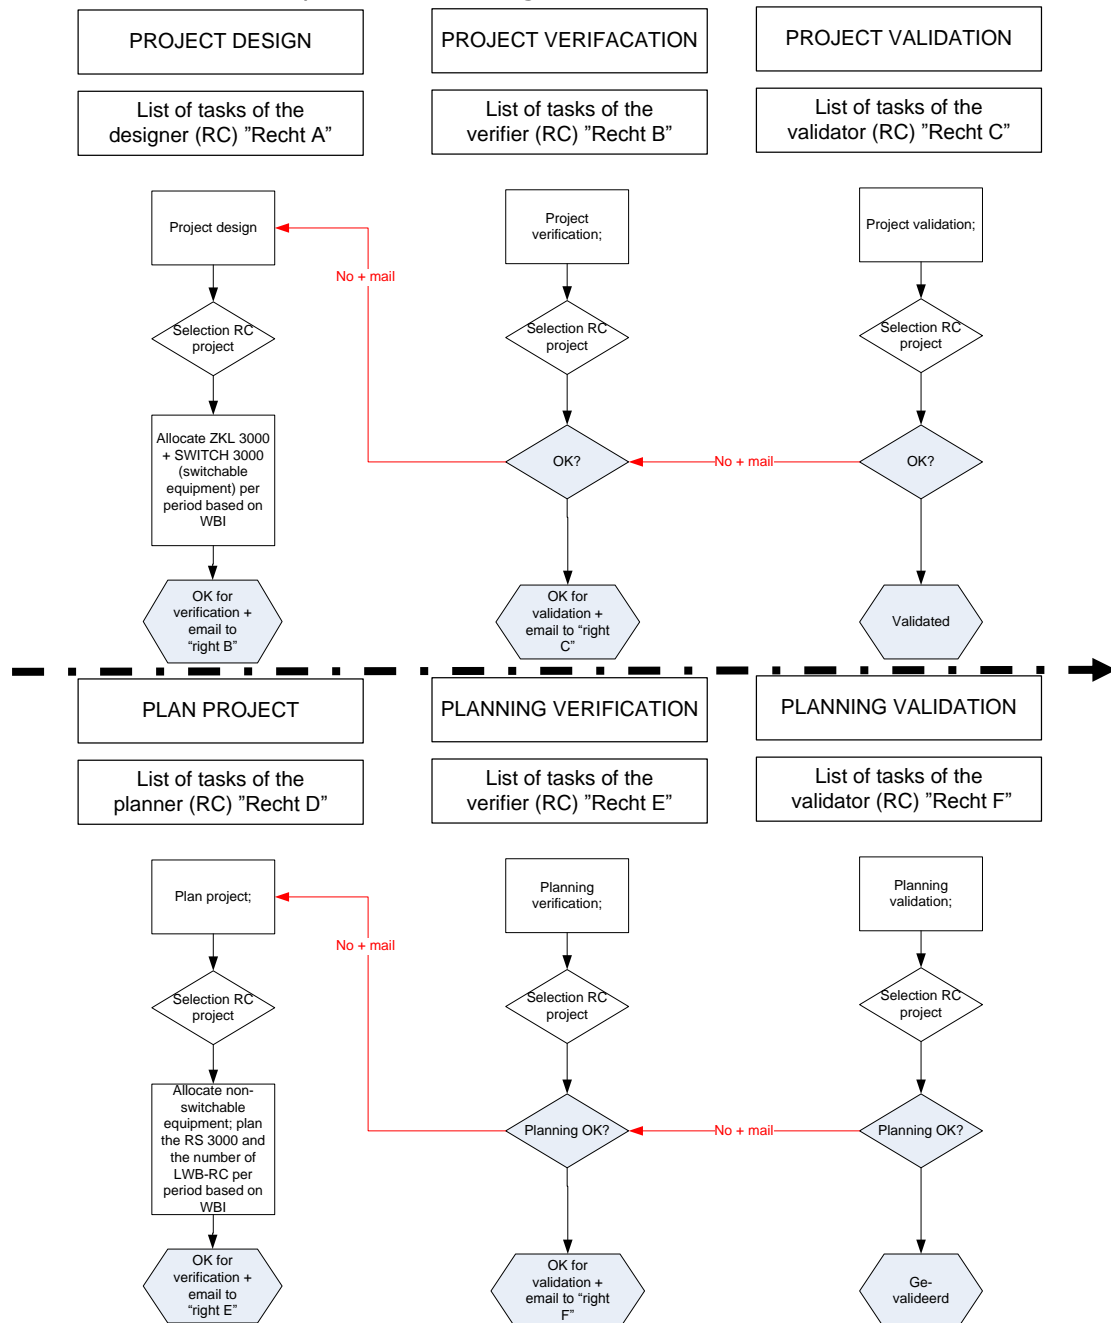 PROJECT DESIGN
PROJECT VERIFACATION
PROJECT VALIDATION
List of tasks of the
designer (RC) ”Recht A”
List of tasks of the
verifier (RC) ”Recht B”
List of tasks of the
validator (RC) ”Recht C”
Project design
Project
verification;
Project validation;
No + mail
Selection RC
project
Selection RC
project
Selection RC
project
Allocate ZKL 3000
+ SWITCH 3000
(switchable
equipment) per
period based on
WBI
OK?
No + mail
OK?
OK for
verification +
email to
“right B”
OK for
validation +
email to “right
C”
Validated
PLAN PROJECT
PLANNING VERIFICATION
PLANNING VALIDATION
List of tasks of the
planner (RC) ”Recht D”
List of tasks of the
verifier (RC) ”Recht E”
List of tasks of the
validator (RC) ”Recht F”
Plan project;
Planning
verification;
Planning
validation;
No + mail
Selection RC
project
Selection RC
project
Selection RC
project
Allocate non-
switchable
equipment; plan
the RS 3000 and
the number of
LWB-RC per
period based on
WBI
Planning OK?
No + mail
Planning OK?
OK for
verification +
email to
“right E”
OK for
validation +
email to “right
F”
Ge-
valideerd